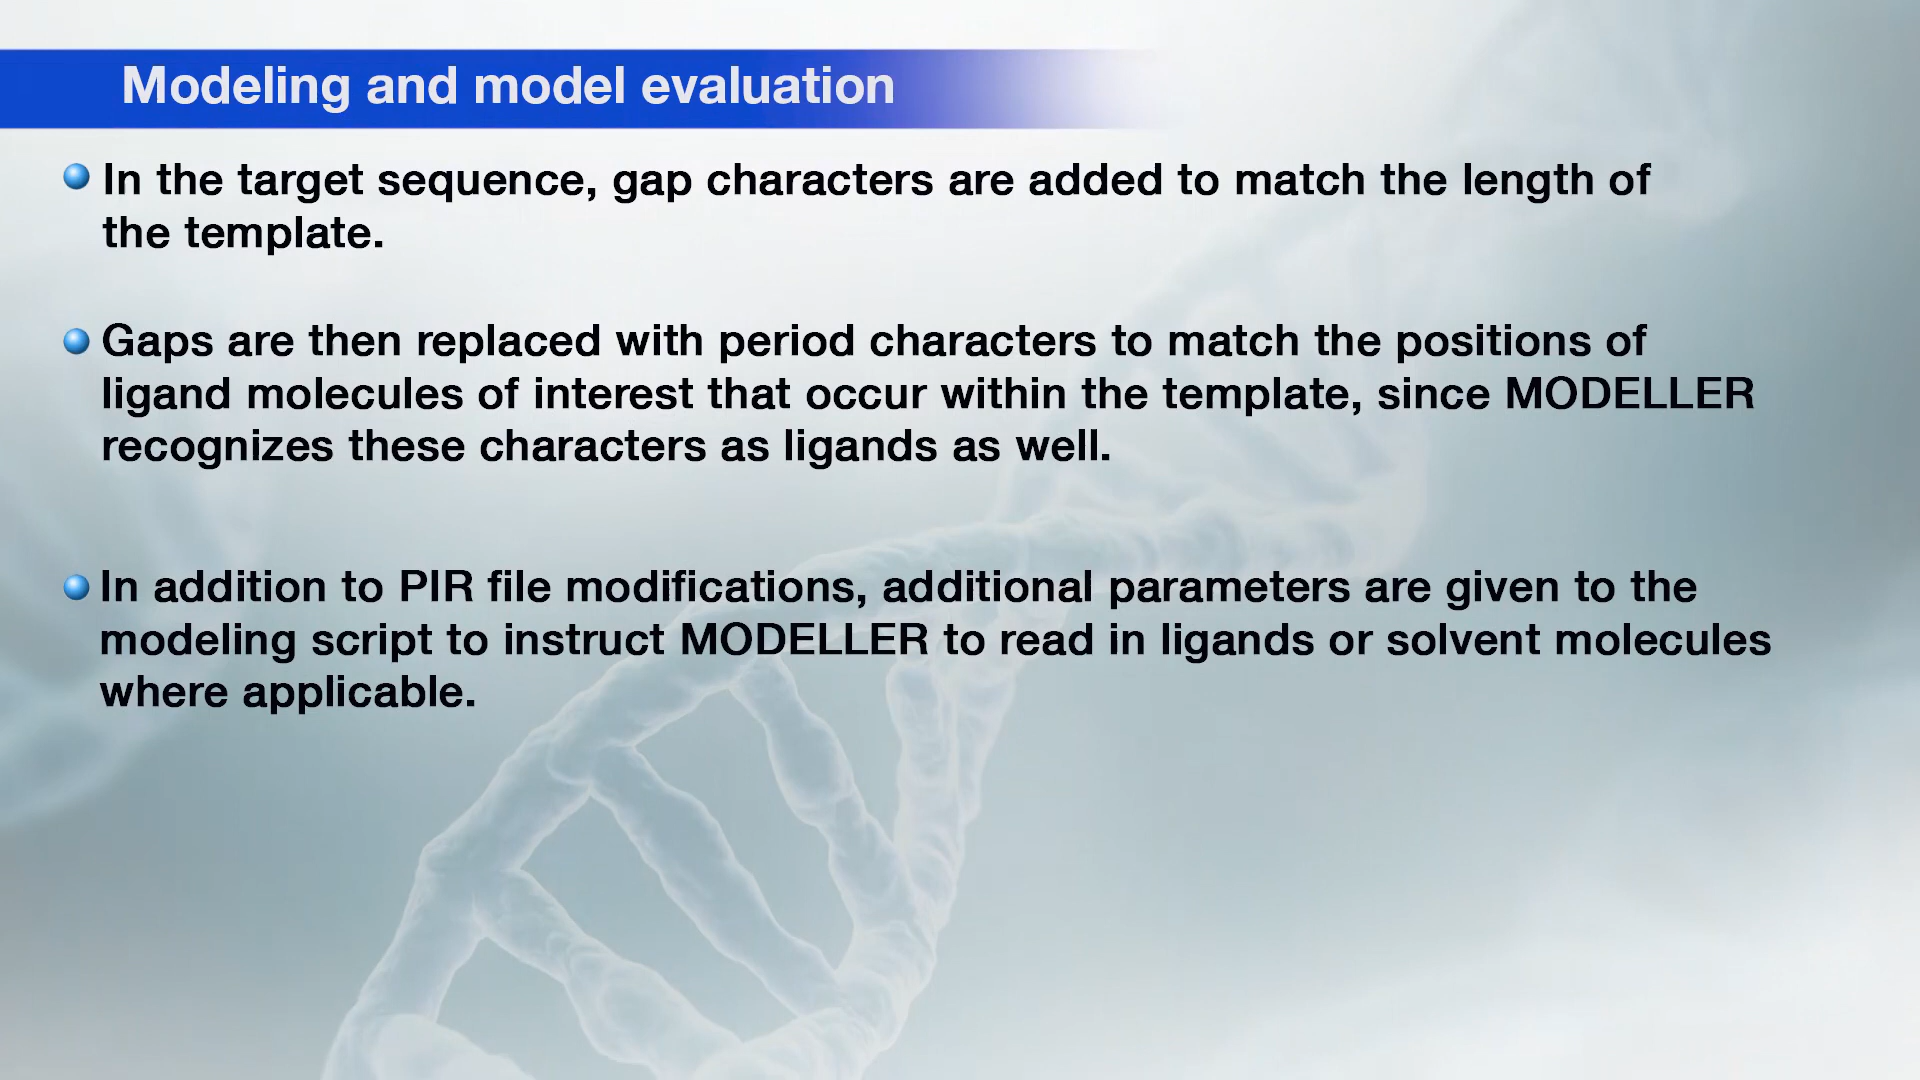 Modeling and model evaluation
In the target sequence, gap characters are added to match the length of
the template.
Gaps are then replaced with period characters to match the positions of
ligand molecules of interest that occur within the template, since MODELLER
recognizes these characters as ligands as well.
In addition to PIR file modifications, additional parameters are given to the
modeling script to instruct MODELLER to read in ligands or solvent molecules
where applicable.